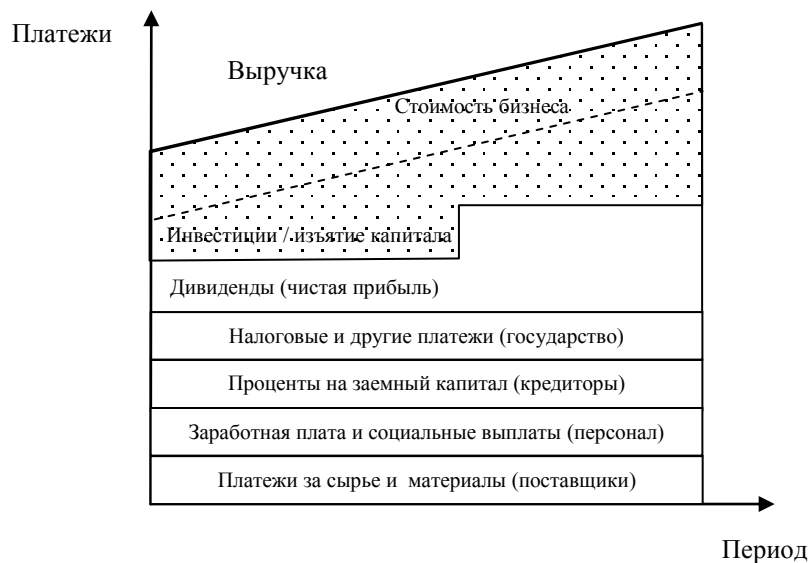 Платежи
Выручка
Стоимость бизнеса
Инвестиции / изъятие капитала
Дивиденды (чистая прибыль)
Налоговые и другие платежи (государство)
Проценты на заемный капитал (кредиторы)
Заработная плата и социальные выплаты (персонал)
Платежи за сырье и материалы (поставщики)
Период